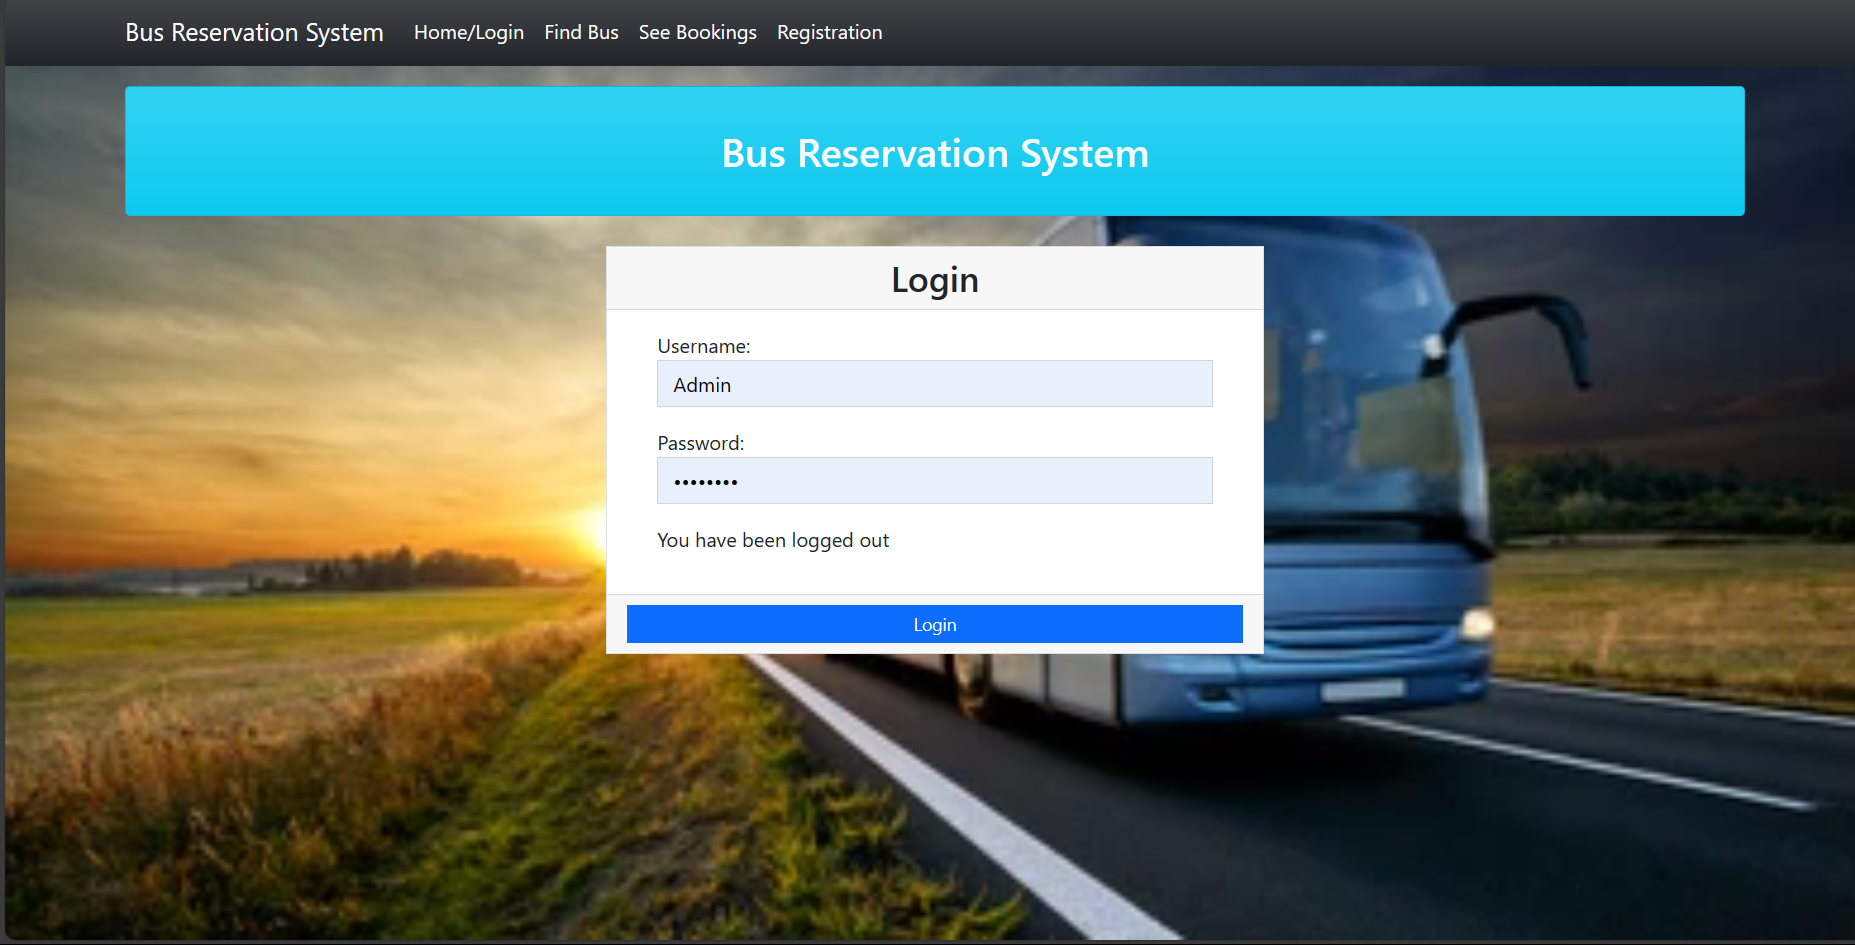 Bus Reservation System Home/Login Find Bus See Bookings Registration
Bus Reservation System
Login
Username:
Admin
Password:
••••••••
You have been logged out
Login